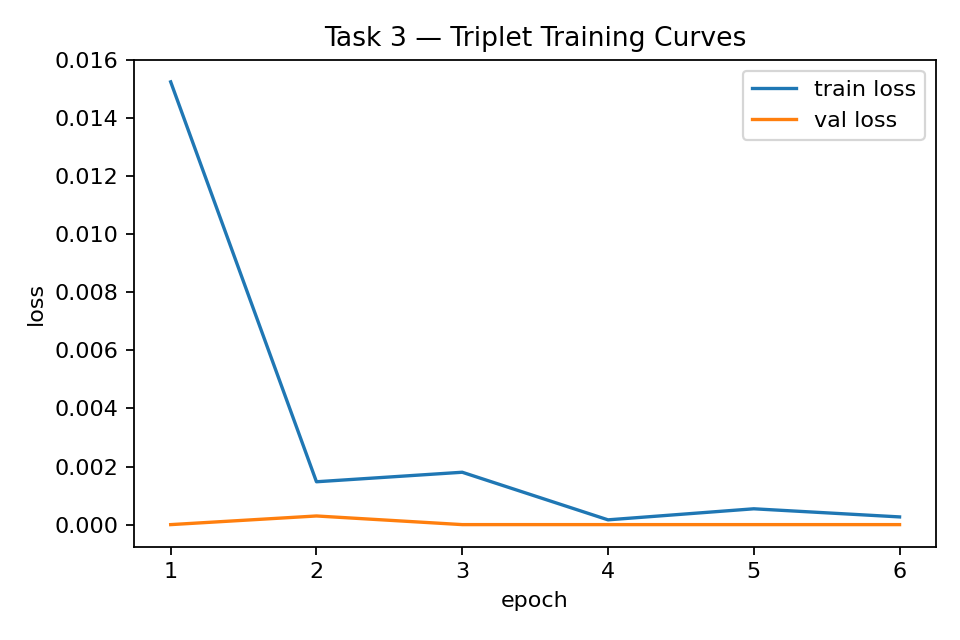 Task 3 — Triplet Training Curves
0.016
0.014
0.012
0.010
0.008
0.006
0.004
0.002
0.000
loss
train loss
val loss
1 2 3 4 5 6
epoch